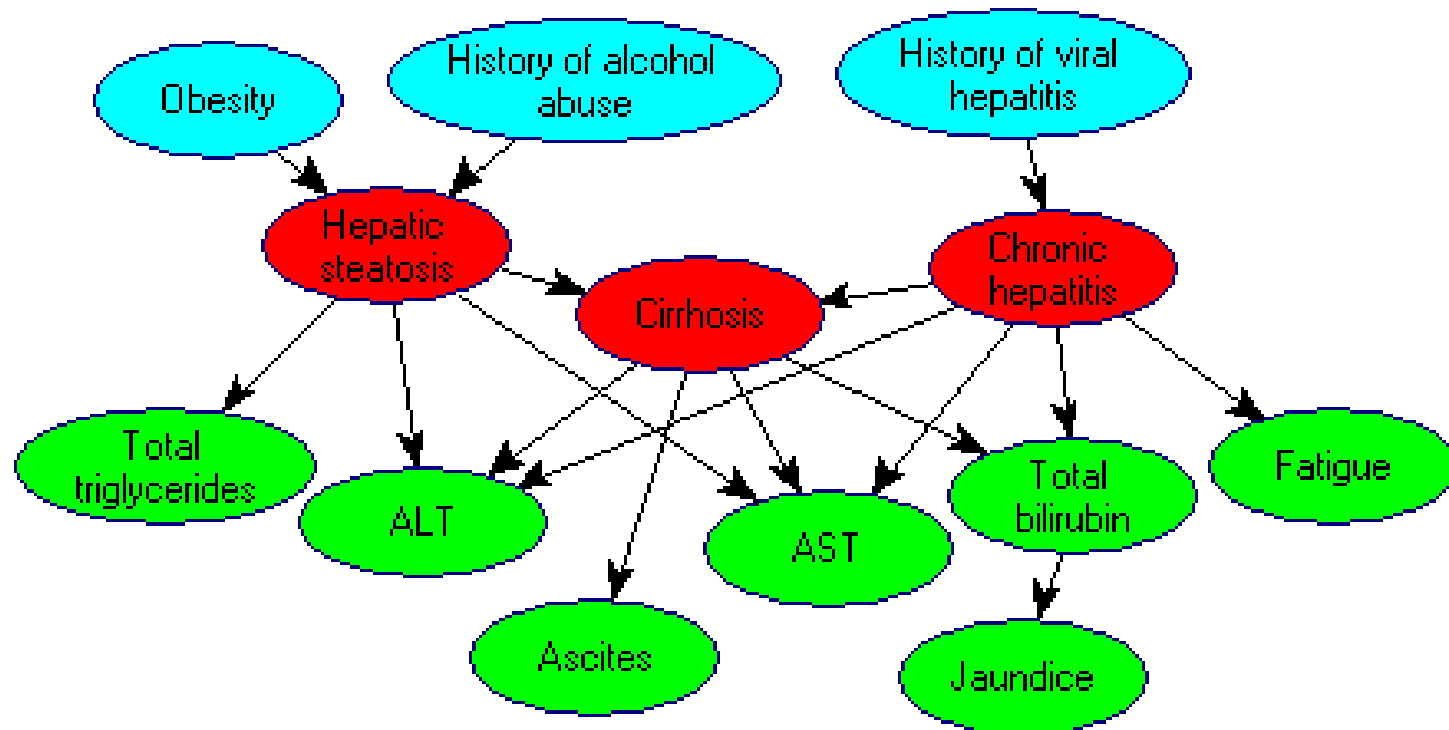 Obesity
History of alcohol
abuse
History of viral
hepatitis
Hepatic
steatosis
Cirrhosis
Chronic
hepatitis
Total
triglycerides
ALT
Ascites
AST
Total
bilirubin
Jaundice
Fatigue